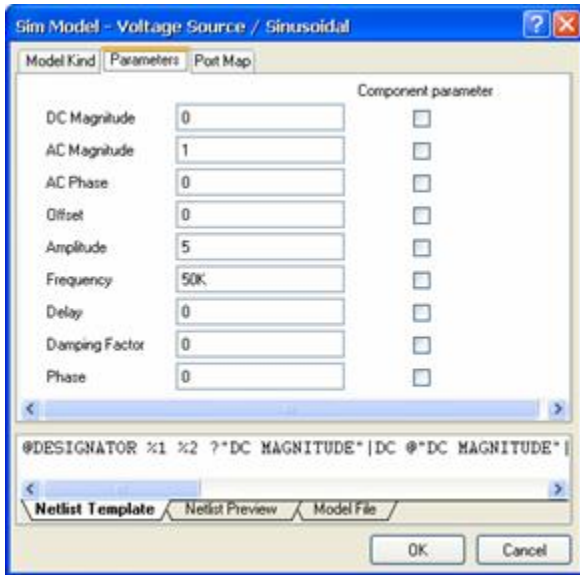 Sim Model - Voltage Source / Sinusoidal
Model Kind Parameters Port Map
Component parameter
DC Magnitude 0
AC Magnitude 1
AC Phase 0
Offset 0
Amplitude 5
Frequency 50K
Delay 0
Damping Factor 0
Phase 0
@DESIGNATOR %1 %2 ?"DC MAGNITUDE"|DC @"DC MAGNITUDE"|
Netlist Template Netlist Preview Model File
OK Cancel